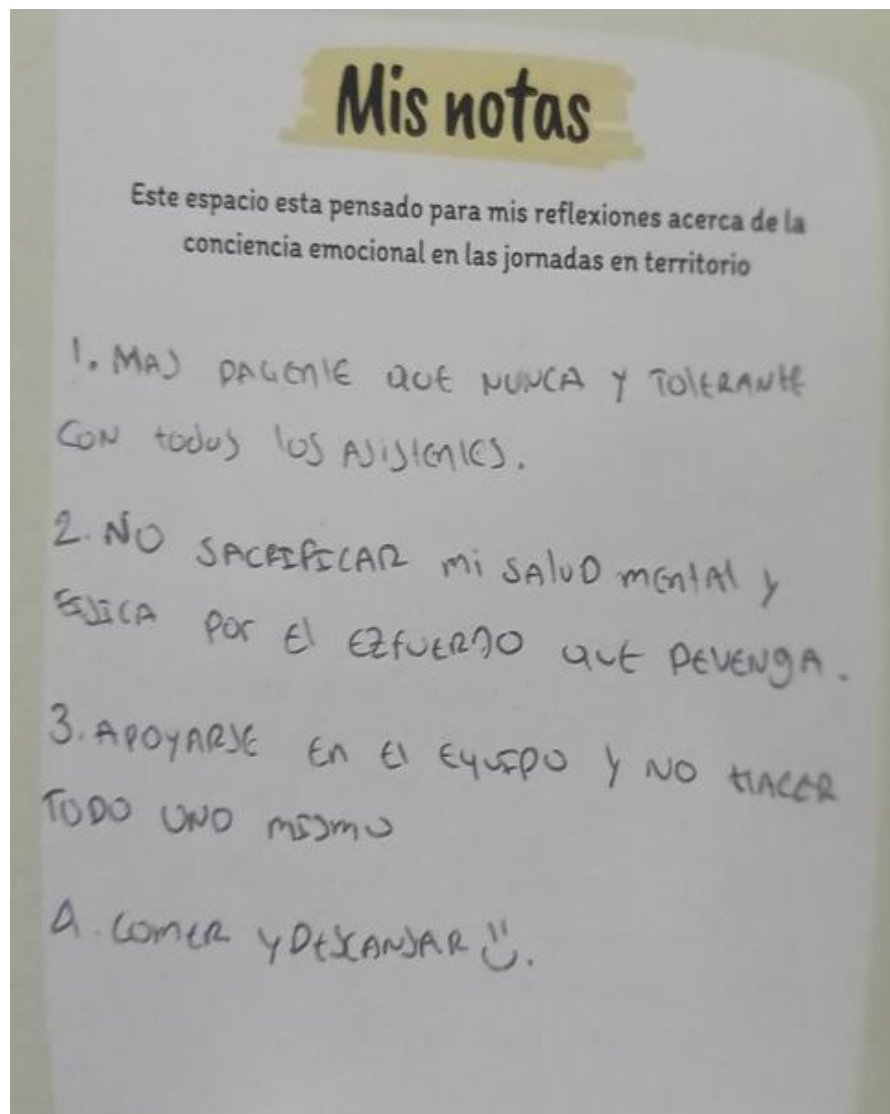 Mis notas
Este espacio esta pensado para mis reflexiones acerca de la
conciencia emocional en las jornadas en territorio
1. MAS PACIENTE QUE NUNCA Y TOLERANTE
CON todos los ASISTENTES.
2. NO SACRIFICAR mi SALUD mental y
FISICA por El EZFUERZO QUE DEVENGA.
3. APOYARSE En El EQUIPO y NO HACER
TODO UNO MISMO
4. COMER Y DESCANSAR :).